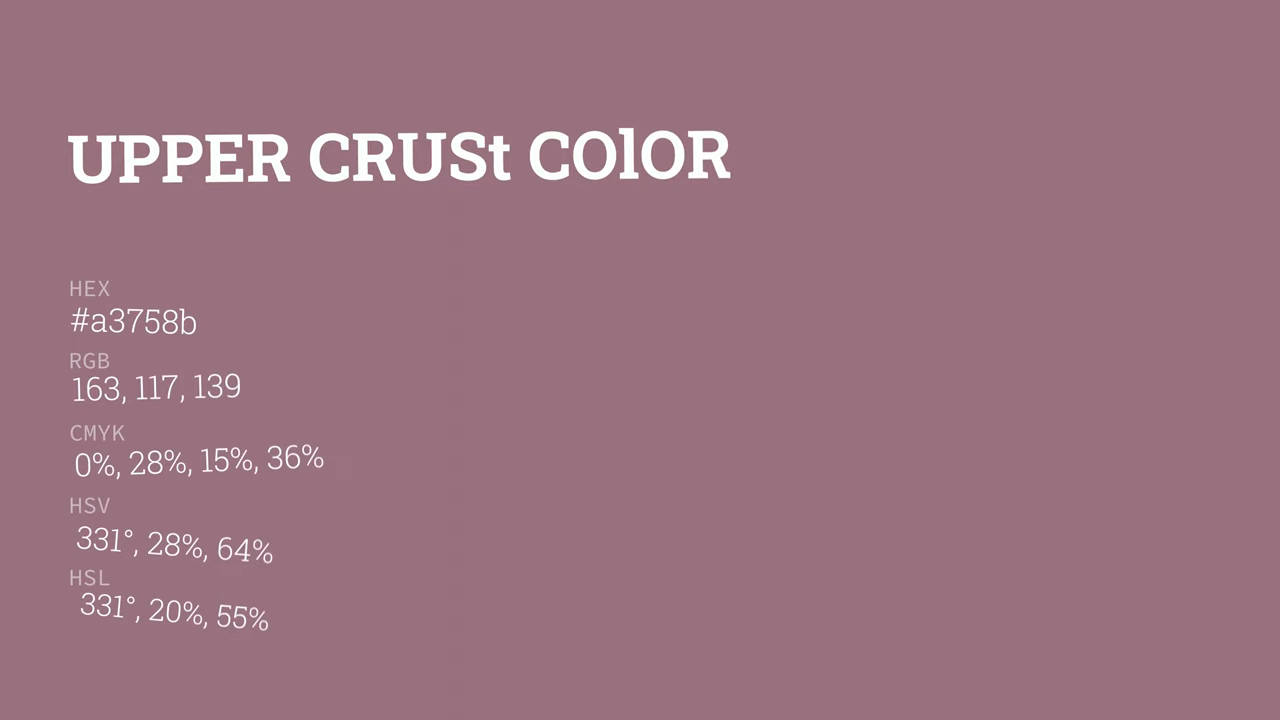 UPPER CRUSt COlOR
HEX
#a3758b
RGB
163, 117, 139
CMYK
0%, 28%, 15%, 36%
HSV
331°, 28%, 64%
HSL
331°, 20%, 55%